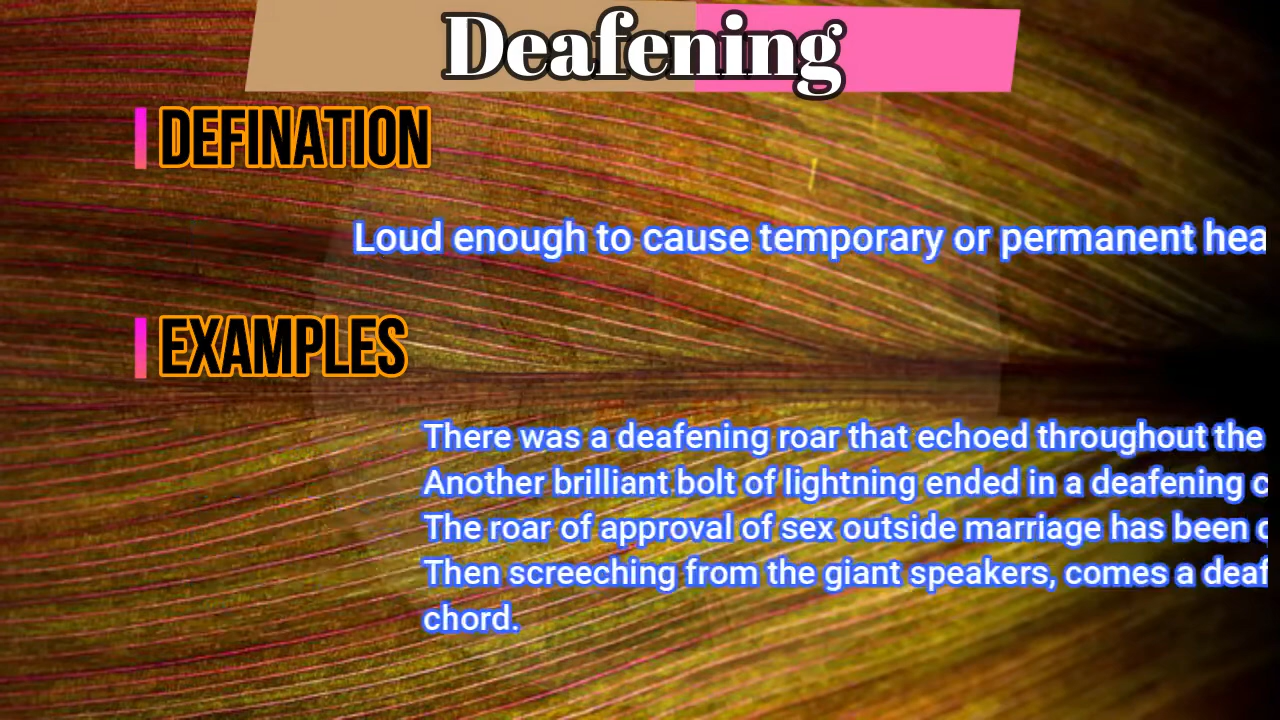 Deafening
DEFINATION
Loud enough to cause temporary or permanent hea
EXAMPLES
There was a deafening roar that echoed throughout the
Another brilliant bolt of lightning ended in a deafening c
The roar of approval of sex outside marriage has been
Then screeching from the giant speakers, comes a deaf
chord.